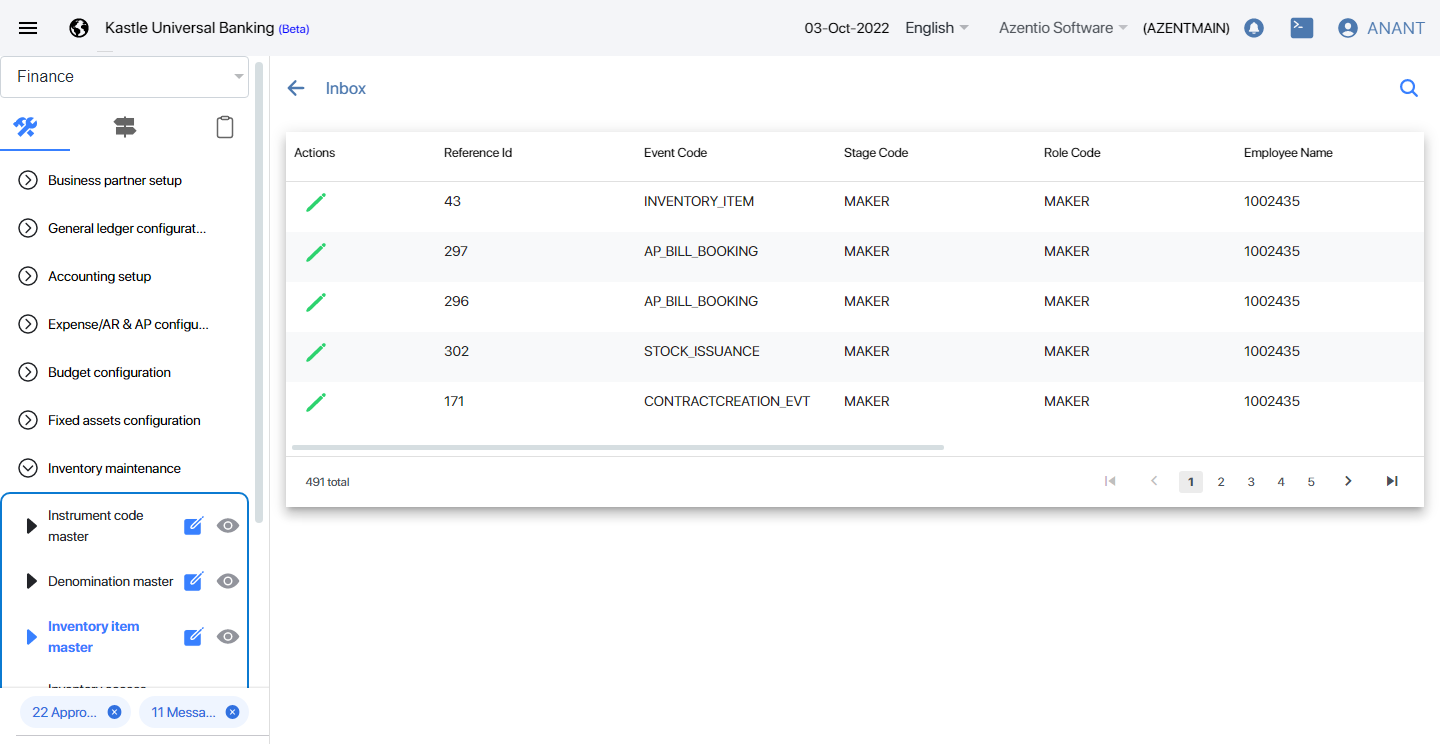 Kastle Universal Banking (Beta)
03-Oct-2022 English Azentio Software (AZENTMAIN) ANANT
Finance
Business partner setup
General ledger configurat...
Accounting setup
Expense/AR & AP configu...
Budget configuration
Fixed assets configuration
Inventory maintenance
Instrument code
master
Denomination master
Inventory item
master
22 Appro...
11 Messa...
Inbox
Actions Reference Id Event Code Stage Code Role Code Employee Name
43 INVENTORY_ITEM MAKER MAKER 1002435
297 AP_BILL_BOOKING MAKER MAKER 1002435
296 AP_BILL_BOOKING MAKER MAKER 1002435
302 STOCK_ISSUANCE MAKER MAKER 1002435
171 CONTRACTCREATION_EVT MAKER MAKER 1002435
491 total
1 2 3 4 5